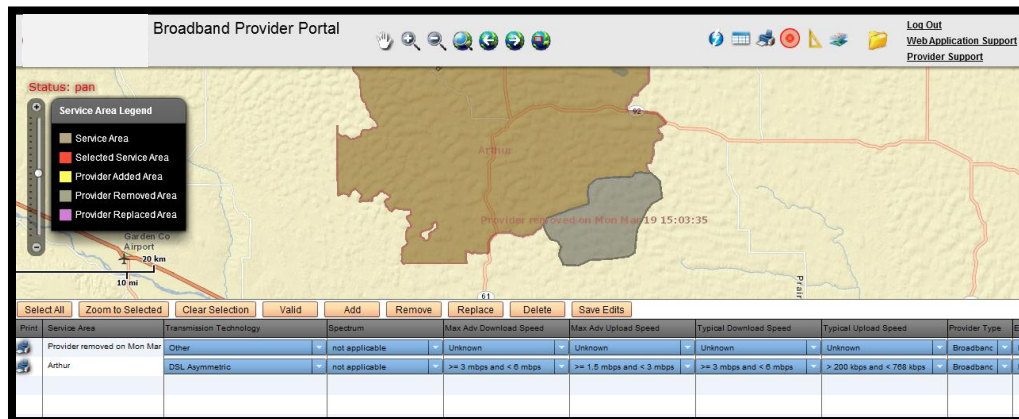 Broadband Provider Portal
Log Out
Web Application Support
Provider Support
Status: pan
Service Area Legend
Service Area
Selected Service Area
Provider Added Area
Provider Removed Area
Provider Replaced Area
92
Arthur
Provider removed on Mon Mar 19 15:03:35
Garden Co
Airport
20 km
10 mi
61
Prair
Select All Zoom to Selected Clear Selection Valid Add Remove Replace Delete Save Edits
Print Service Area Transmission Technology Spectrum Max Adv Download Speed Max Adv Upload Speed Typical Download Speed Typical Upload Speed Provider Type E
Provider removed on Mon Mar Other not applicable Unknown Unknown Unknown Unknown Broadbanc
Arthur DSL Asymmetric not applicable >= 3 mbps and < 6 mbps >= 1.5 mbps and < 3 mbps >= 3 mbps and < 6 mbps > 200 kbps and < 768 kbps Broadbanc